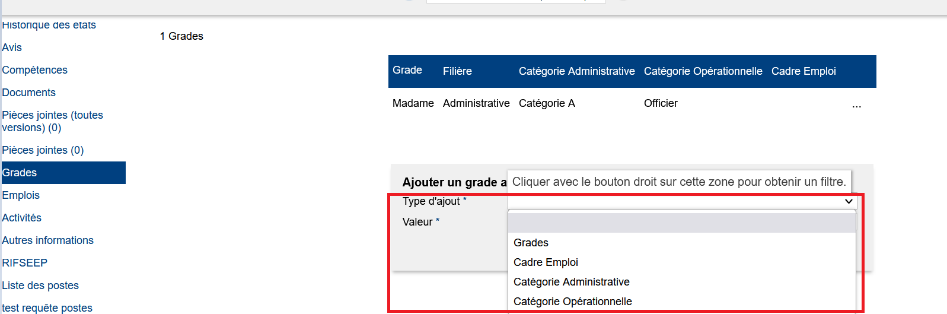 Historique des états
Avis
Compétences
Documents
Pièces jointes (toutes
versions) (0)
Pièces jointes (0)
Grades
Emplois
Activités
Autres informations
RIFSEEP
Liste des postes
test requête postes
1 Grades
Grade Filière Catégorie Administrative Catégorie Opérationnelle Cadre Emploi
Madame Administrative Catégorie A Officier ...
Ajouter un grade a
Cliquer avec le bouton droit sur cette zone pour obtenir un filtre.
Type d'ajout *
Valeur *
Grades
Cadre Emploi
Catégorie Administrative
Catégorie Opérationnelle